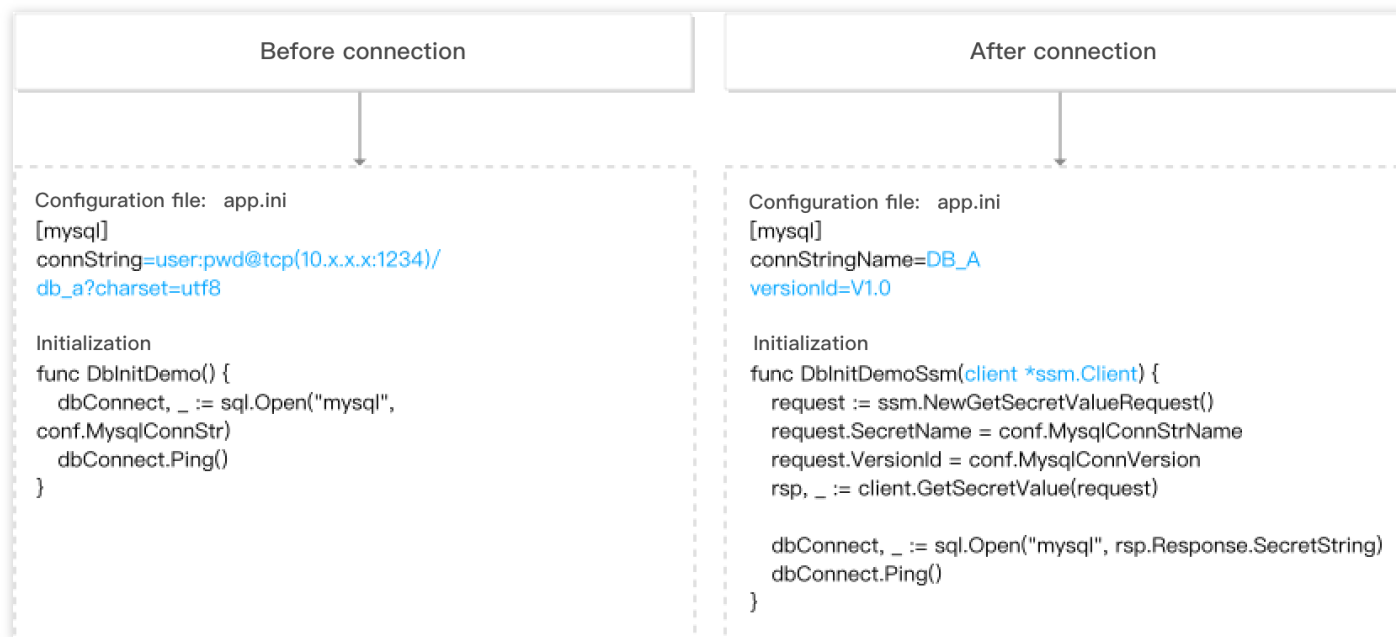 Before connection
Configuration file: app.ini
[mysql]
connString=user:pwd@tcp(10.x.x.x:1234)/
db_a?charset=utf8
Initialization
func DbInitDemo() {
dbConnect, _ := sql.Open("mysql",
conf.MysqlConnStr)
dbConnect.Ping()
}
After connection
Configuration file: app.ini
[mysql]
connStringName=DB_A
versionId=V1.0
Initialization
func DbInitDemoSsm(client *ssm.Client) {
request := ssm.NewGetSecretValueRequest()
request.SecretName = conf.MysqlConnStrName
request.VersionId = conf.MysqlConnVersion
rsp, _ := client.GetSecretValue(request)
dbConnect, _ := sql.Open("mysql", rsp.Response.SecretString)
dbConnect.Ping()
}